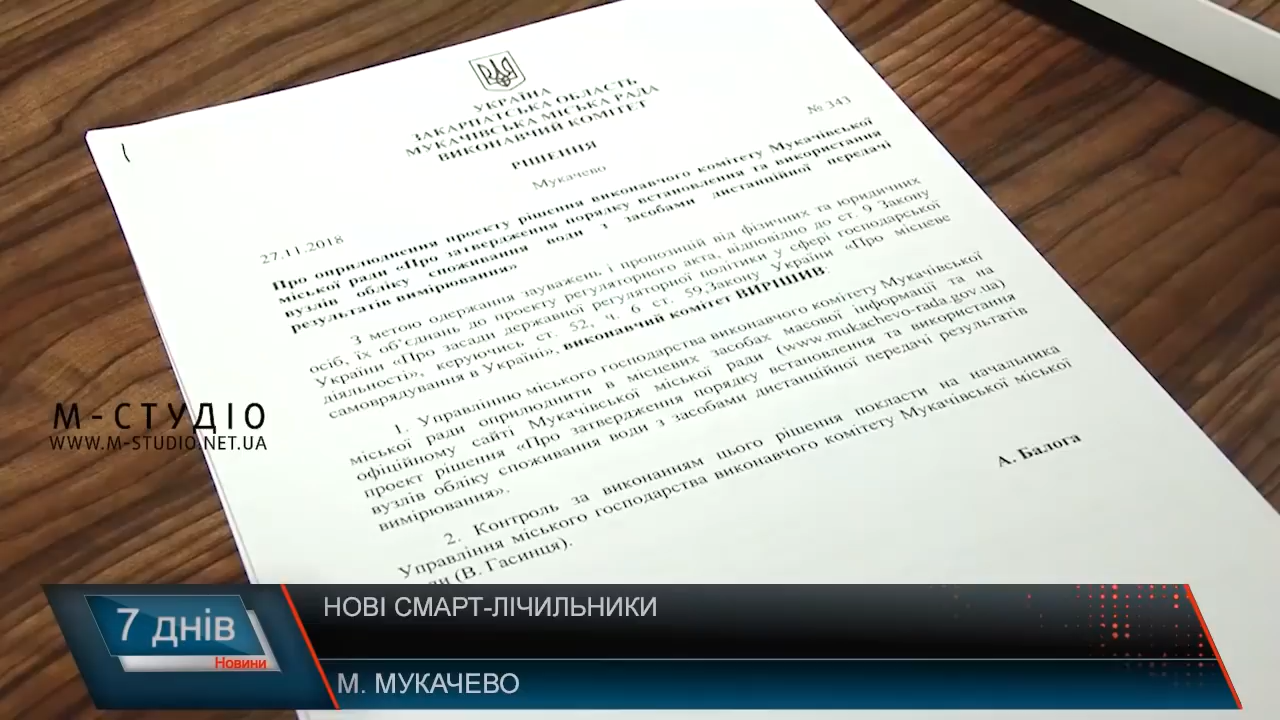 УКРАЇНА
ЗАКАРПАТСЬКА ОБЛАСТЬ
МУКАЧІВСЬКА МІСЬКА РАДА
ВИКОНАВЧИЙ КОМІТЕТ
РІШЕННЯ
27.11.2018 Мукачево № 343
Про оприлюднення проекту рішення виконавчого комітету Мукачівської
міської ради «Про затвердження порядку встановлення та використання
вузлів обліку споживання води з засобами дистанційної передачі
результатів вимірювання»
З метою одержання зауважень і пропозицій від фізичних та юридичних
осіб, їх об’єднань до проекту регуляторного акта, відповідно до ст. 9 Закону
України «Про засади державної регуляторної політики у сфері господарської
діяльності», керуючись ст. 52, ч. 6 ст. 59.Закону України «Про місцеве
самоврядування в Україні», виконавчий комітет ВИРІШИВ:
1. Управлінню міського господарства виконавчого комітету Мукачівської
міської ради оприлюднити в місцевих засобах масової інформації та на
офіційному сайті Мукачівської міської ради (www.mukachevo-rada.gov.ua)
проект рішення «Про затвердження порядку встановлення та використання
вузлів обліку споживання води з засобами дистанційної передачі результатів
вимірювання».
2. Контроль за виконанням цього рішення покласти на начальника
Управління міського господарства виконавчого комітету Мукачівської міської
(В. Гасинця).
А. Балога
М-СТУДІО
WWW.M-STUDIO.NET.UA
7 днів
Новини
НОВІ СМАРТ-ЛІЧИЛЬНИКИ
М. МУКАЧЕВО